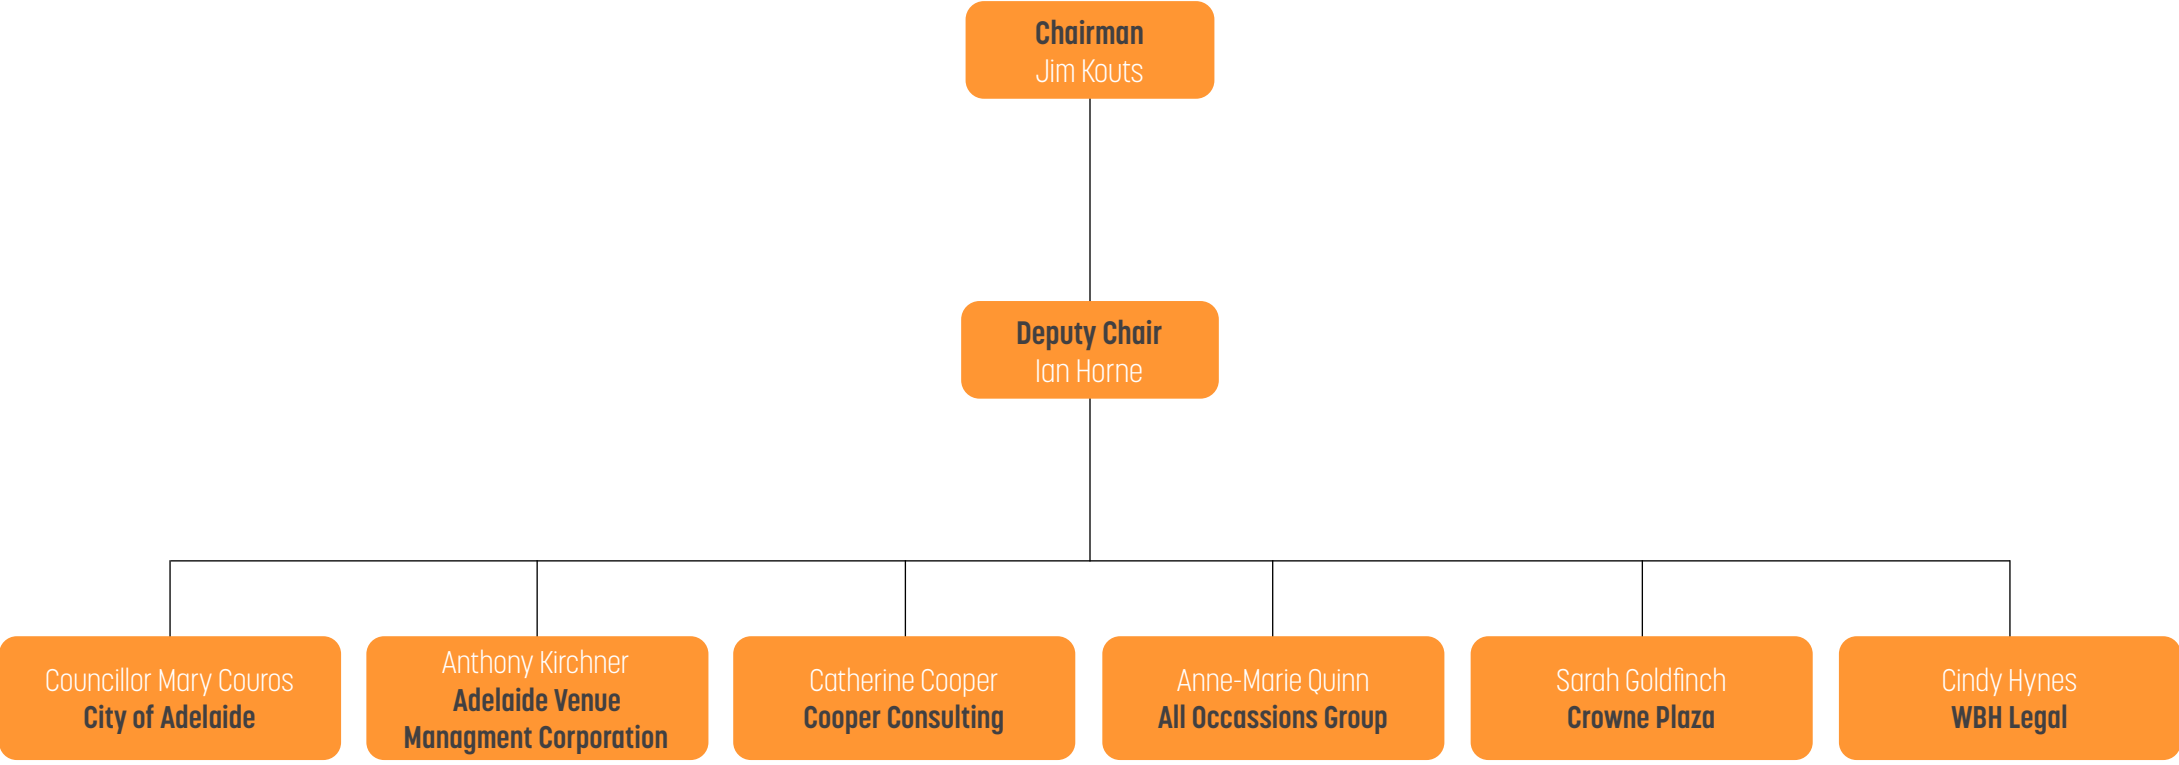 Chairman
Jim Kouts
Deputy Chair
Ian Horne
Councillor Mary Couros
City of Adelaide
Anthony Kirchner
Adelaide Venue
Managment Corporation
Catherine Cooper
Cooper Consulting
Anne-Marie Quinn
All Occassions Group
Sarah Goldfinch
Crowne Plaza
Cindy Hynes
WBH Legal